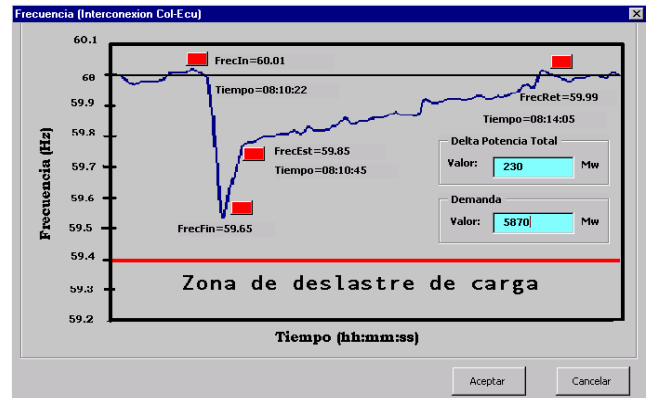 Frecuencia (Interconexion Col-Ecu)
60.1
60
59.9
59.8
59.7
59.6
59.5
59.4
59.3
59.2
Frecuencia (Hz)
FrecIn=60.01
Tiempo=08:10:22
FrecRet=59.99
Tiempo=08:14:05
FrecEst=59.85
Tiempo=08:10:45
FrecFin=59.65
Delta Potencia Total
Valor: 230 Mw
Demanda
Valor: 5870 Mw
Zona de deslastre de carga
Tiempo (hh:mm:ss)
Aceptar
Cancelar